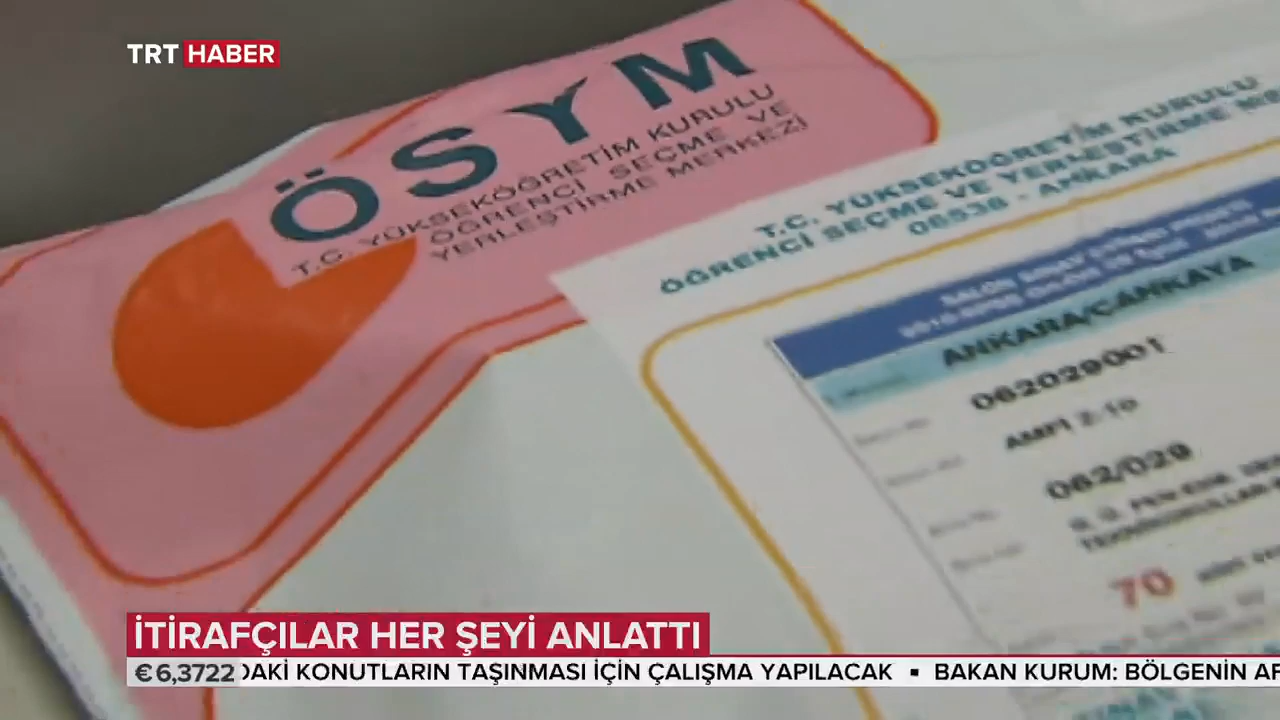 TRT HABER
ÖSYM
T.C. YÜKSEKÖĞRETİM KURULU
ÖĞRENCİ SEÇME VE
YERLEŞTİRME MERKEZİ
T.C. YÜKSEKÖĞRETİM KURULU
ÖĞRENCİ SEÇME VE YERLEŞTİRME
06538 - ANKARA
ANKARA/ÇANKAYA
062029001
AMFİ 2-10
062/029
70
İTİRAFÇILAR HER ŞEYİ ANLATTI
€ 6,3722 DAKİ KONUTLARIN TAŞINMASI İÇİN ÇALIŞMA YAPILACAK ▪ BAKAN KURUM: BÖLGENİN AF